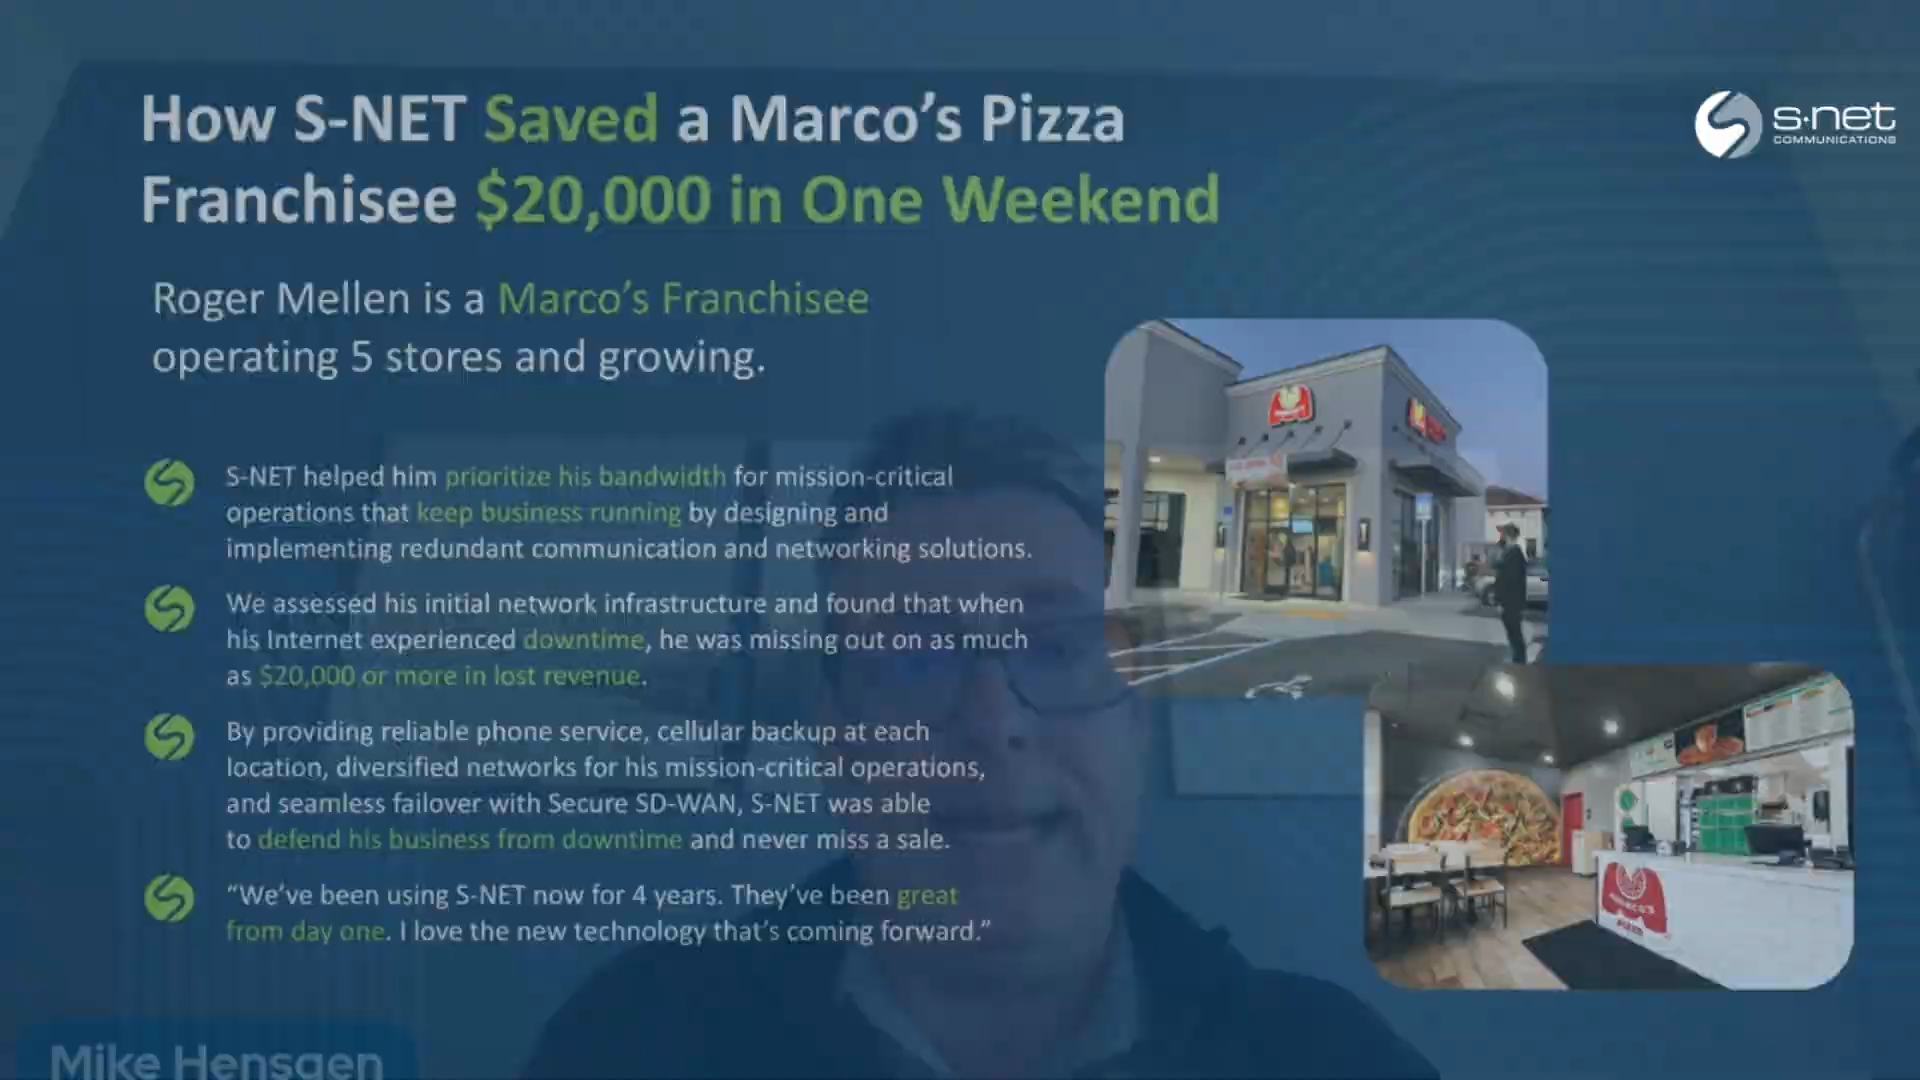 How S-NET Saved a Marco's Pizza
Franchisee $20,000 in One Weekend
s·net
COMMUNICATIONS
Roger Mellen is a Marco's Franchisee
operating 5 stores and growing.
S-NET helped him prioritize his bandwidth for mission-critical
operations that keep business running by designing and
implementing redundant communication and networking solutions.
We assessed his initial network infrastructure and found that when
his Internet experienced downtime, he was missing out on as much
as $20,000 or more in lost revenue.
By providing reliable phone service, cellular backup at each
location, diversified networks for his mission-critical operations,
and seamless failover with Secure SD-WAN, S-NET was able
to defend his business from downtime and never miss a sale.
“We've been using S-NET now for 4 years. They've been great
from day one. I love the new technology that's coming forward.”
MARCO'S
PIZZA
Mike Hensgen